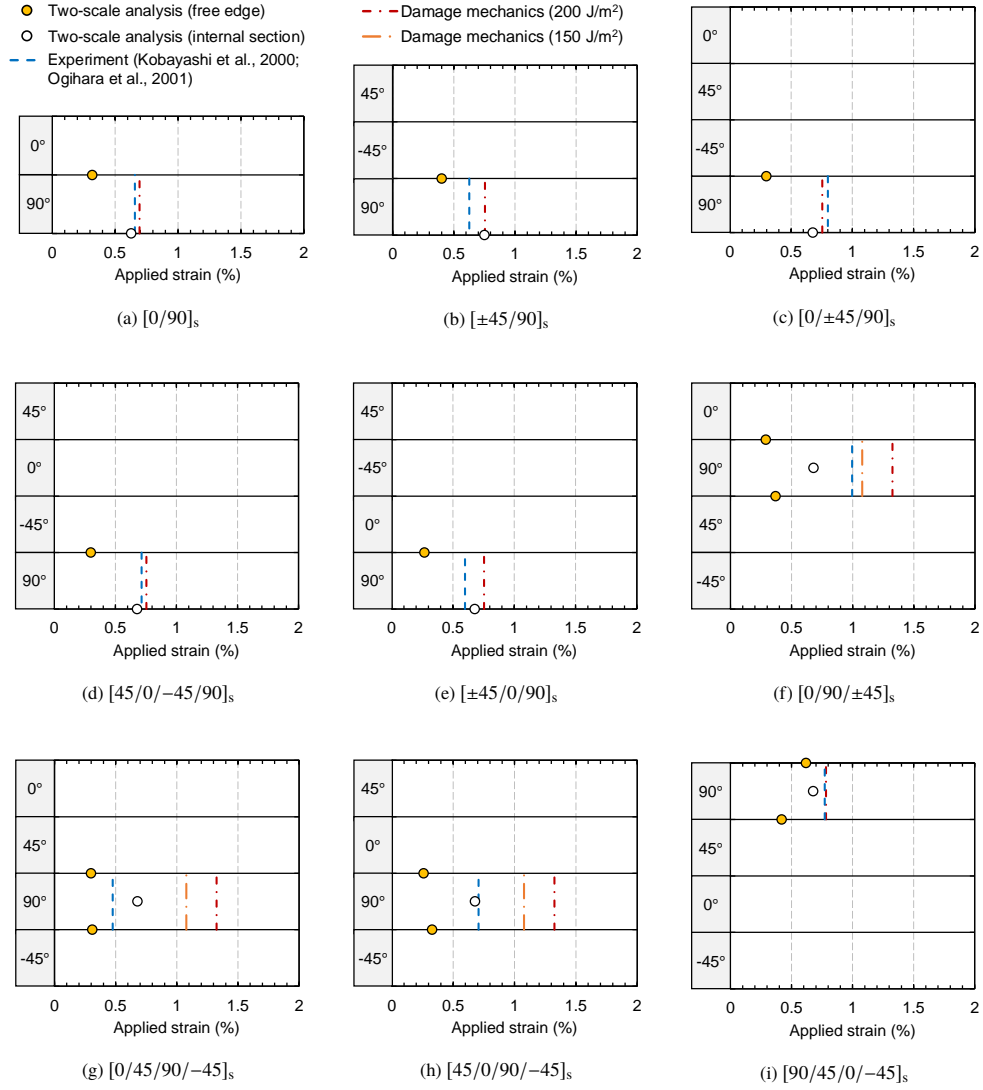 Two-scale analysis (free edge)
Two-scale analysis (internal section)
Experiment (Kobayashi et al., 2000;
Ogihara et al., 2001)
Damage mechanics (200 J/m²)
Damage mechanics (150 J/m²)
0°
90°
0 0.5 1 1.5 2
Applied strain (%)
(a) [0/90]ₛ
45°
-45°
90°
0 0.5 1 1.5 2
Applied strain (%)
(b) [±45/90]ₛ
0°
45°
-45°
90°
0 0.5 1 1.5 2
Applied strain (%)
(c) [0/±45/90]ₛ
45°
0°
-45°
90°
0 0.5 1 1.5 2
Applied strain (%)
(d) [45/0/−45/90]ₛ
45°
-45°
0°
90°
0 0.5 1 1.5 2
Applied strain (%)
(e) [±45/0/90]ₛ
0°
90°
45°
-45°
0 0.5 1 1.5 2
Applied strain (%)
(f) [0/90/±45]ₛ
0°
45°
90°
-45°
0 0.5 1 1.5 2
Applied strain (%)
(g) [0/45/90/−45]ₛ
45°
0°
90°
-45°
0 0.5 1 1.5 2
Applied strain (%)
(h) [45/0/90/−45]ₛ
90°
45°
0°
-45°
0 0.5 1 1.5 2
Applied strain (%)
(i) [90/45/0/−45]ₛ